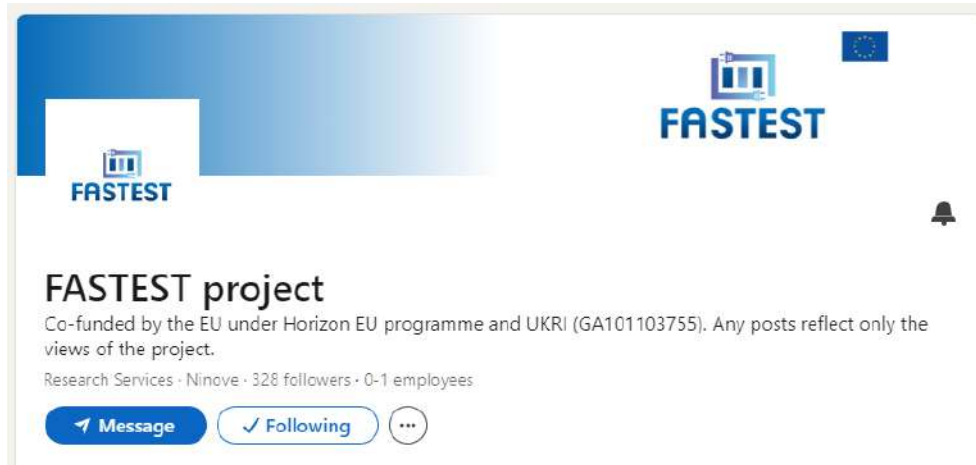 FASTEST
FASTEST
FASTEST project
Co-funded by the EU under Horizon EU programme and UKRI (GA101103755). Any posts reflect only the
views of the project.
Research Services · Ninove · 328 followers · 0-1 employees
Message
Following